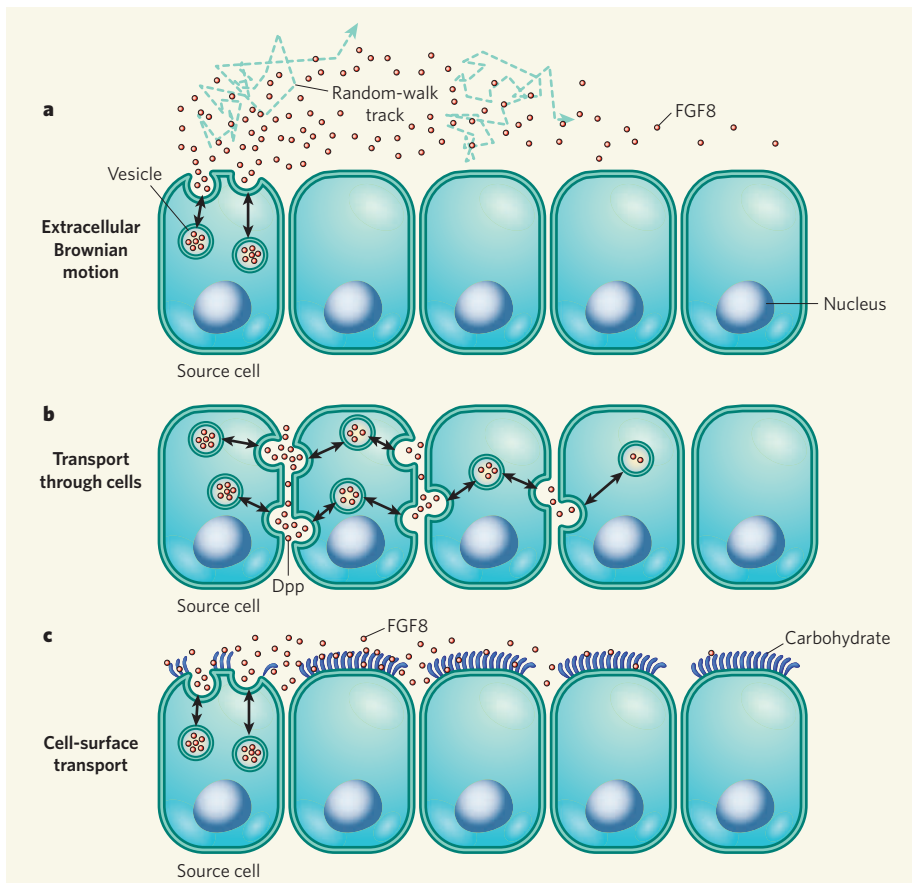 a
Random-walk
track
FGF8
Vesicle
Extracellular
Brownian
motion
Nucleus
Source cell
b
Transport
through cells
Dpp
Source cell
c
FGF8
Carbohydrate
Cell-surface
transport
Source cell